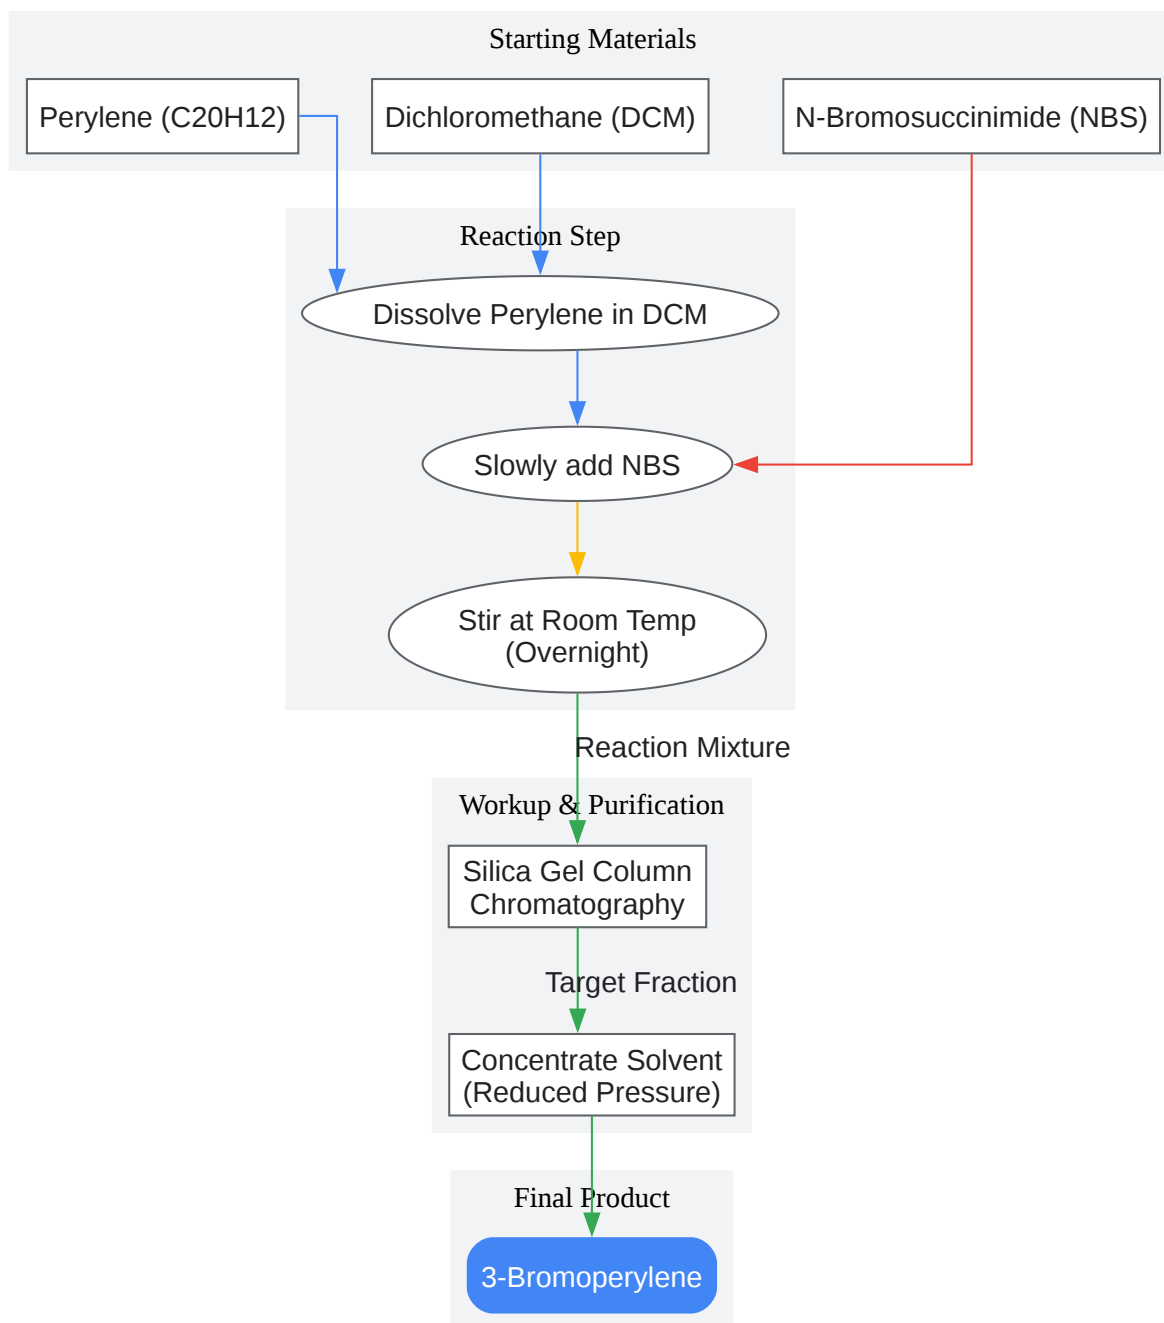 Starting Materials
Perylene (C20H12)
Dichloromethane (DCM)
N-Bromosuccinimide (NBS)
Reaction Step
Dissolve Perylene in DCM
Slowly add NBS
Stir at Room Temp
(Overnight)
Reaction Mixture
Workup & Purification
Silica Gel Column
Chromatography
Target Fraction
Concentrate Solvent
(Reduced Pressure)
Final Product
3-Bromoperylene